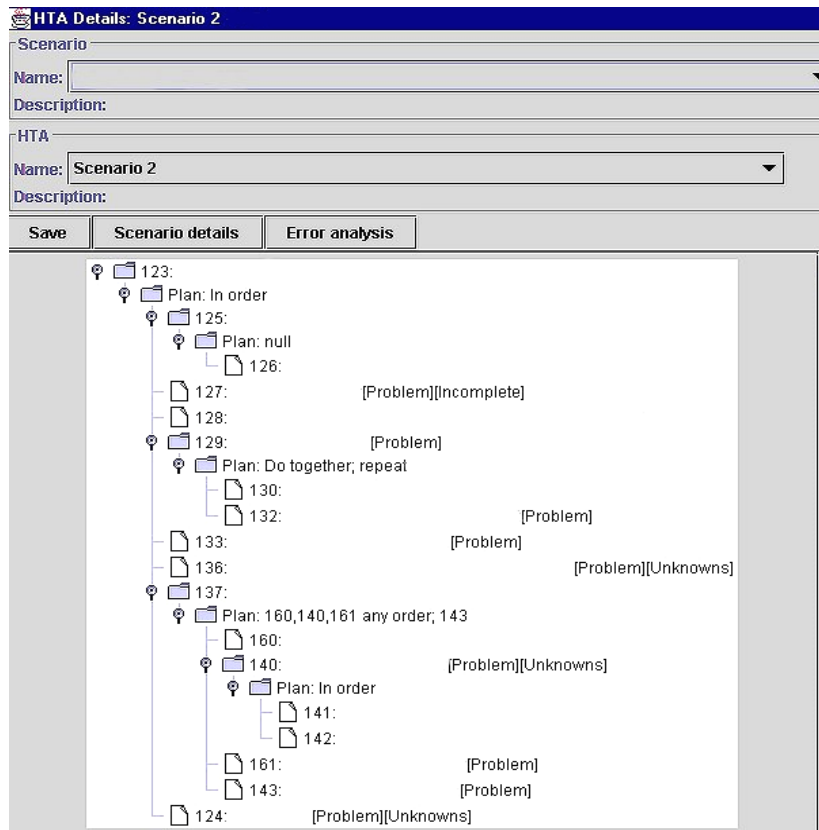 HTA Details: Scenario 2
Scenario
Name:
Description:
HTA
Name: Scenario 2
Description:
Save Scenario details Error analysis
123:
Plan: In order
125:
Plan: null
126:
127: [Problem][Incomplete]
128:
129: [Problem]
Plan: Do together; repeat
130:
132: [Problem]
133: [Problem]
136: [Problem][Unknowns]
137:
Plan: 160,140,161 any order; 143
160:
140: [Problem][Unknowns]
Plan: In order
141:
142:
161: [Problem]
143: [Problem]
124: [Problem][Unknowns]